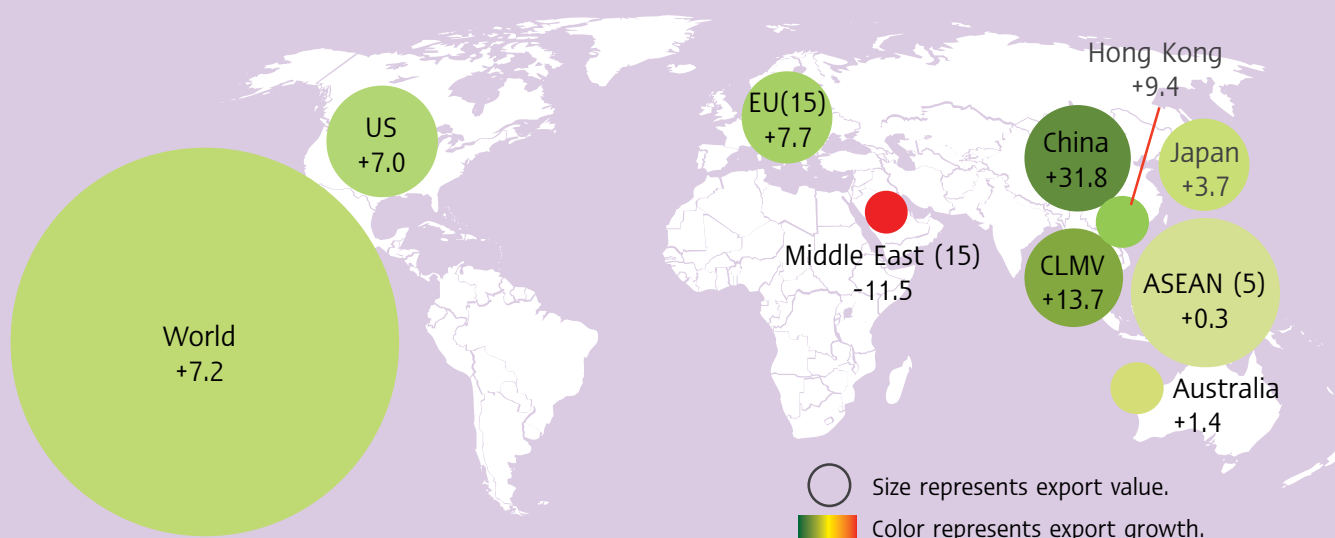 Hong Kong
+9.4
US
+7.0
EU(15)
+7.7
China
+31.8
Japan
+3.7
Middle East (15)
-11.5
CLMV
+13.7
ASEAN (5)
+0.3
World
+7.2
Australia
+1.4
Size represents export value.
Color represents export growth.